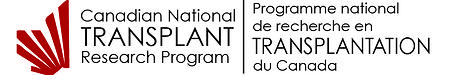 Canadian National
TRANSPLANT
Research Program
Programme national
de recherche en
TRANSPLANTATION
du Canada